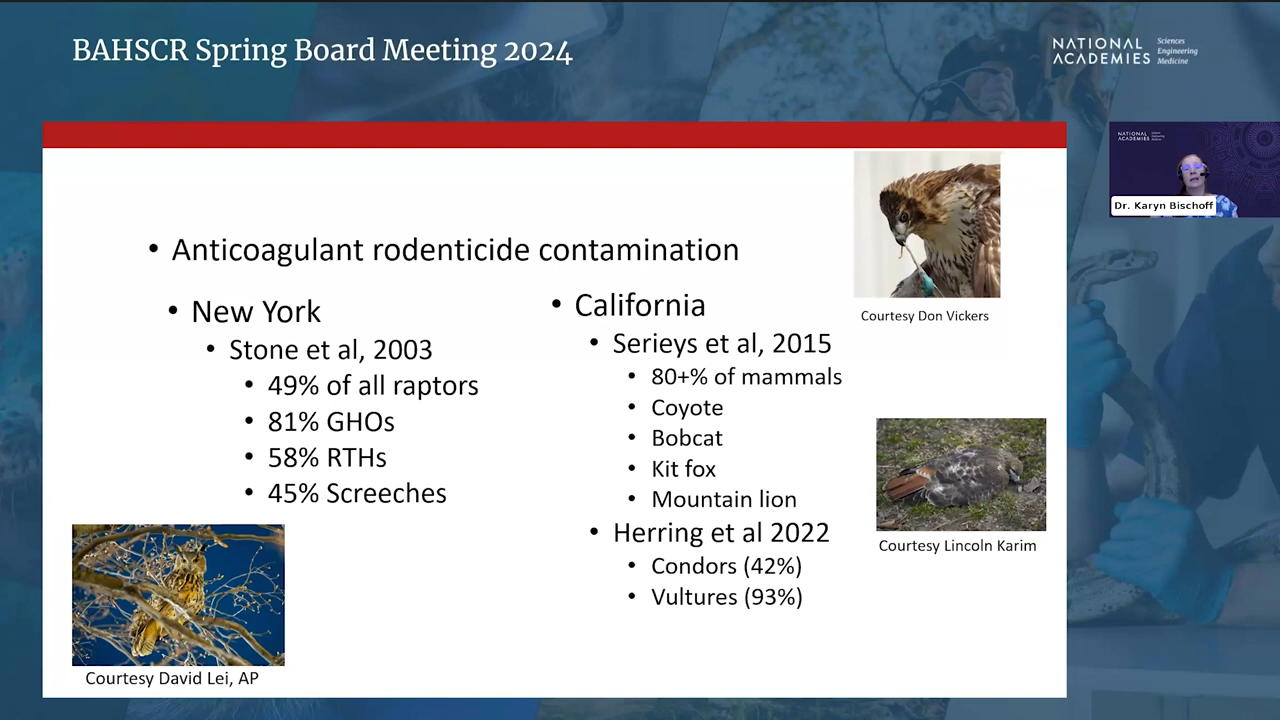 BAHSCR Spring Board Meeting 2024
NATIONAL ACADEMIES
Sciences
Engineering
Medicine
NATIONAL ACADEMIES
Dr. Karyn Bischoff
• Anticoagulant rodenticide contamination
• New York
• Stone et al, 2003
• 49% of all raptors
• 81% GHOs
• 58% RTHs
• 45% Screeches
• California
• Serieys et al, 2015
• 80+% of mammals
• Coyote
• Bobcat
• Kit fox
• Mountain lion
• Herring et al 2022
• Condors (42%)
• Vultures (93%)
Courtesy Don Vickers
Courtesy Lincoln Karim
Courtesy David Lei, AP